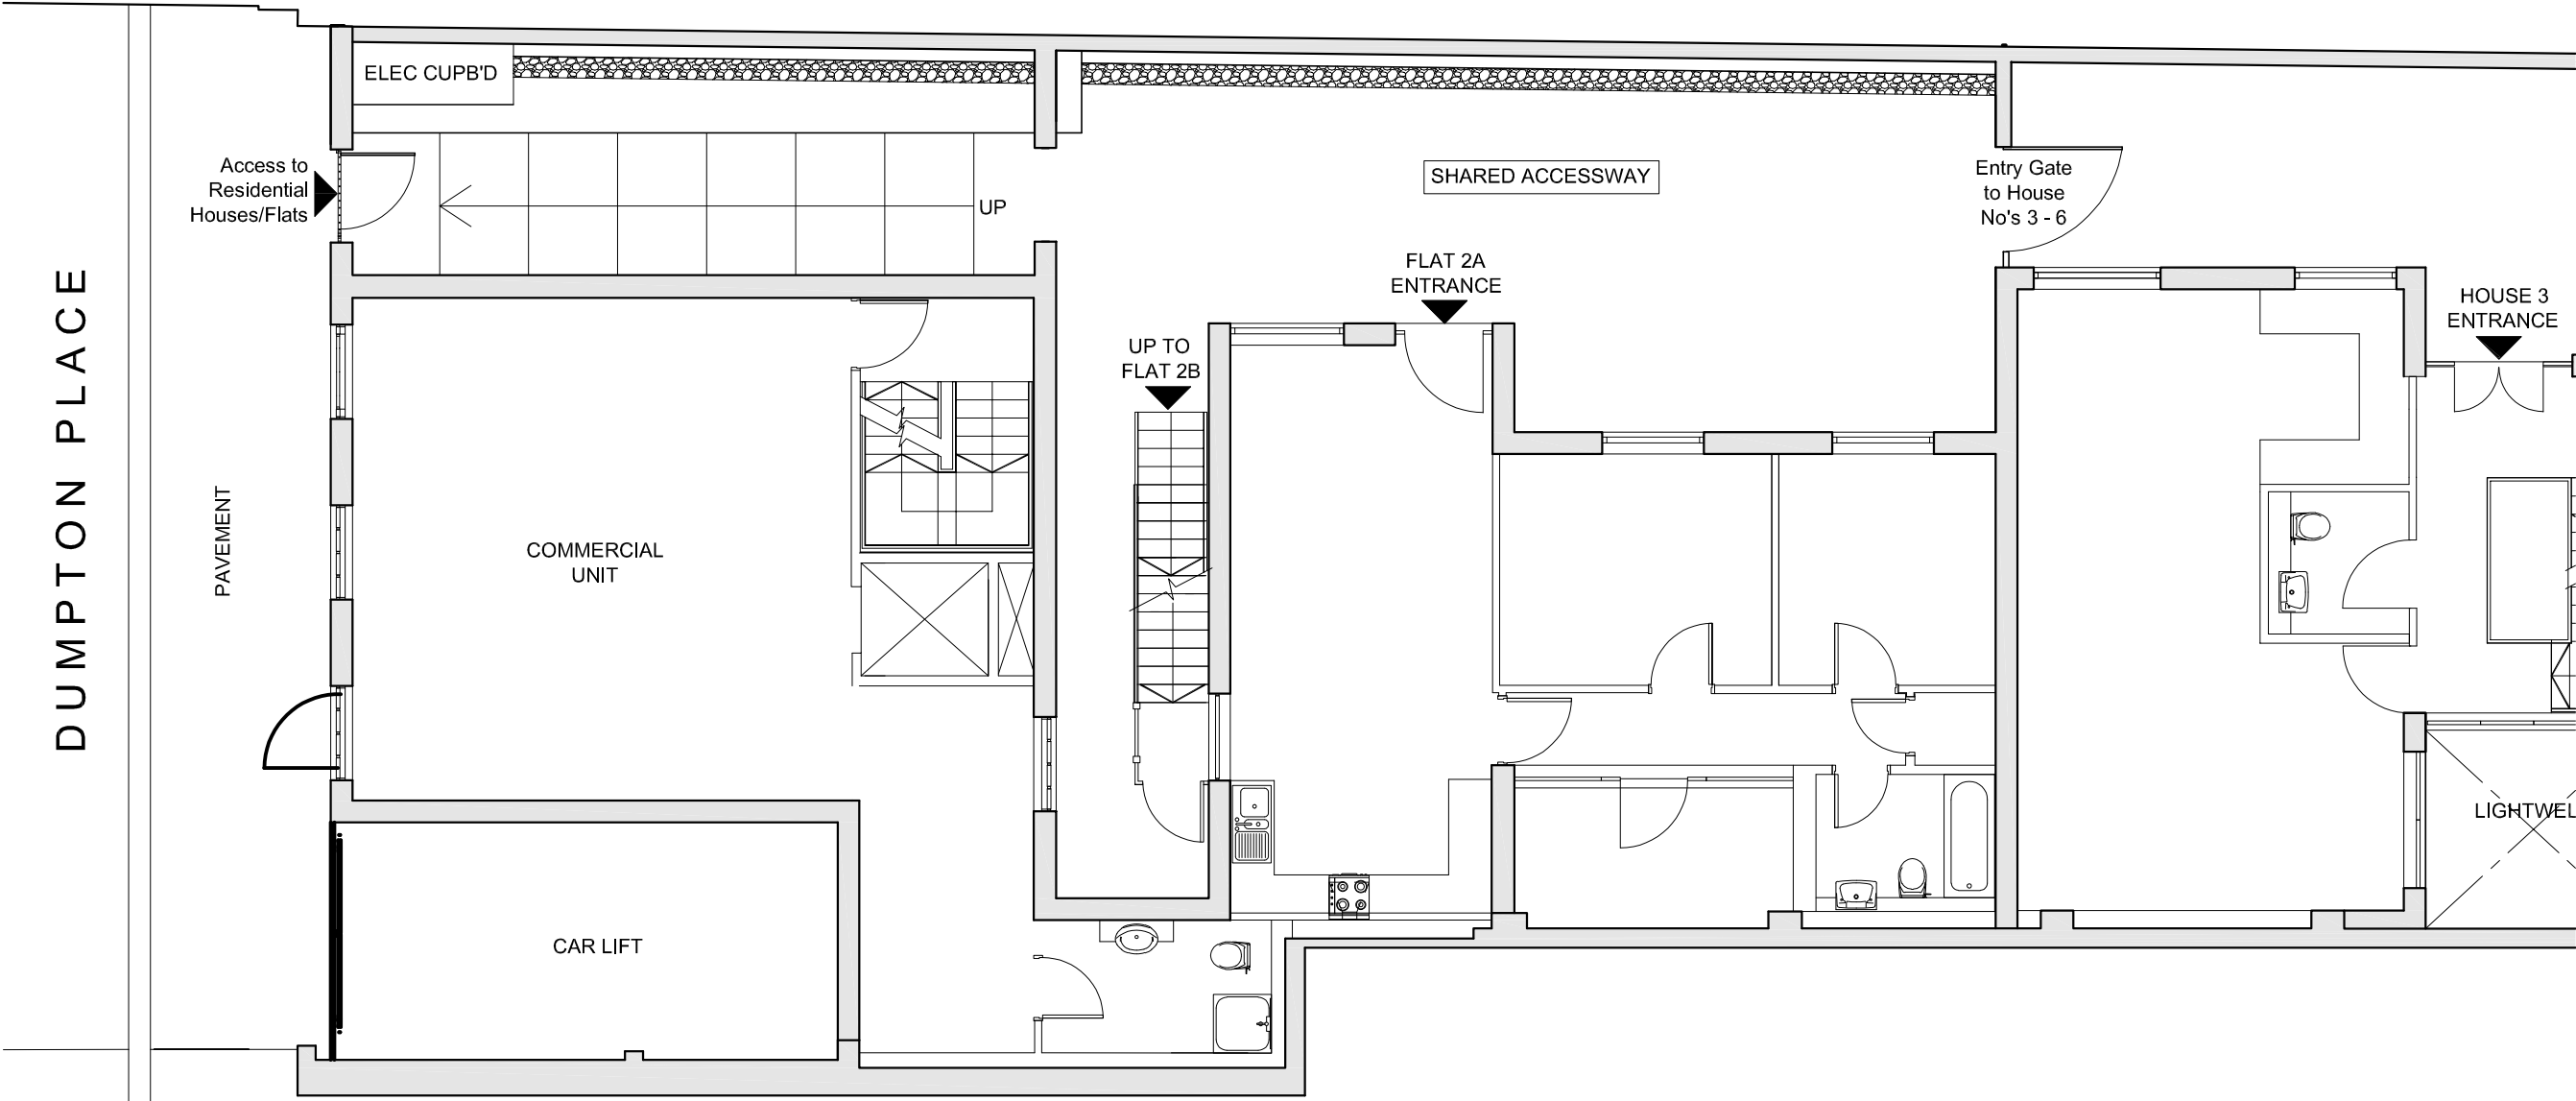 ELEC CUPB'D
Access to
Residential
Houses/Flats
UP
SHARED ACCESSWAY
Entry Gate
to House
No's 3 - 6
FLAT 2A
ENTRANCE
HOUSE 3
ENTRANCE
UP TO
FLAT 2B
DUMPTON PLACE
PAVEMENT
COMMERCIAL
UNIT
LIGHTWEL
CAR LIFT